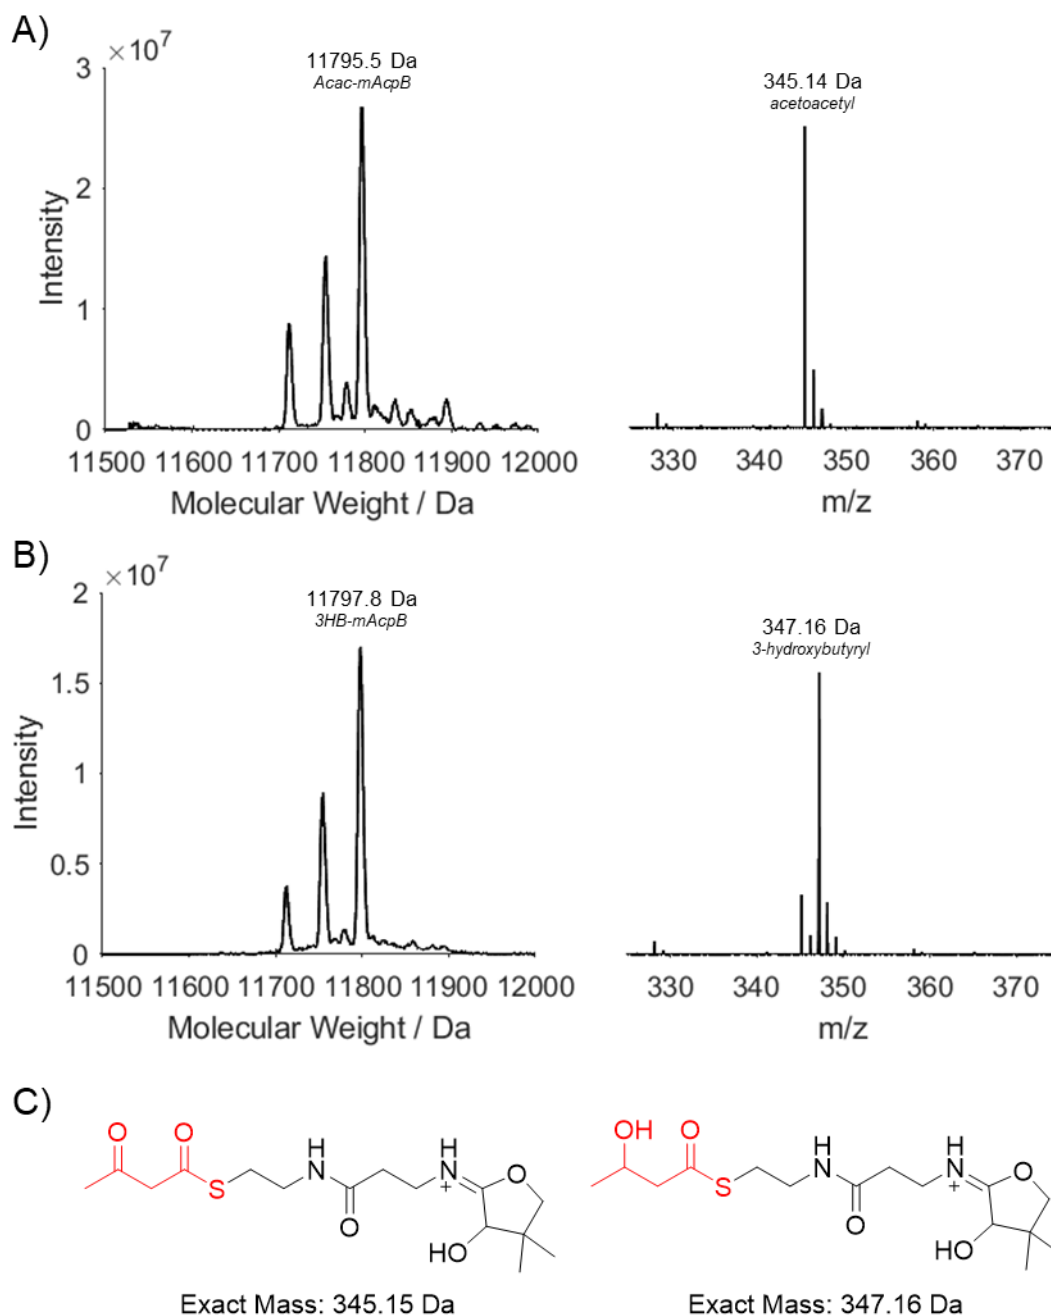 A)
×10⁷
11795.5 Da
Acac-mAcpB
3
2
1
0
Intensity
11500 11600 11700 11800 11900 12000
Molecular Weight / Da
345.14 Da
acetoacetyl
330 340 350 360 370
m/z
B)
×10⁷
11797.8 Da
3HB-mAcpB
2
1.5
1
0.5
0
Intensity
11500 11600 11700 11800 11900 12000
Molecular Weight / Da
347.16 Da
3-hydroxybutyryl
330 340 350 360 370
m/z
C)
O O H H
S N N O
+
O HO
Exact Mass: 345.15 Da
OH O H H
S N N O
+
O HO
Exact Mass: 347.16 Da